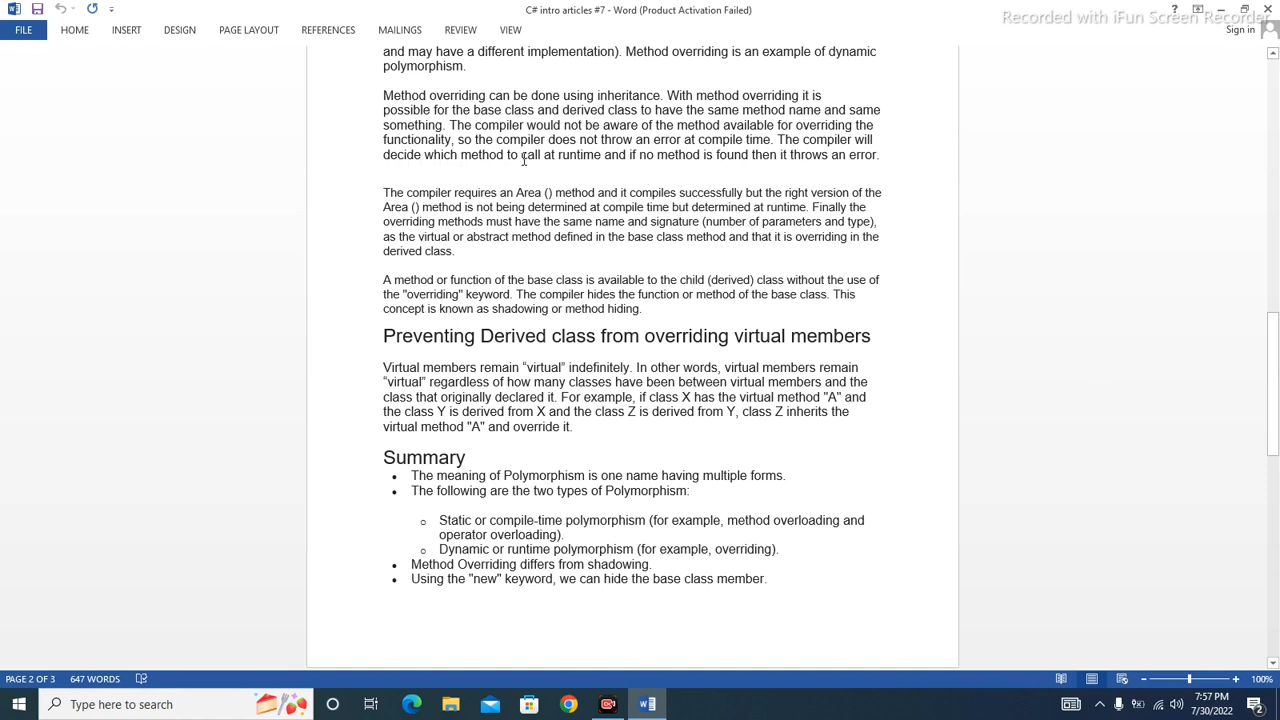 C# intro articles #7 - Word (Product Activation Failed)
Recorded with iFun Screen Recorder
FILE HOME INSERT DESIGN PAGE LAYOUT REFERENCES MAILINGS REVIEW VIEW Sign in
and may have a different implementation). Method overriding is an example of dynamic
polymorphism.
Method overriding can be done using inheritance. With method overriding it is
possible for the base class and derived class to have the same method name and same
something. The compiler would not be aware of the method available for overriding the
functionality, so the compiler does not throw an error at compile time. The compiler will
decide which method to call at runtime and if no method is found then it throws an error.
The compiler requires an Area () method and it compiles successfully but the right version of the
Area () method is not being determined at compile time but determined at runtime. Finally the
overriding methods must have the same name and signature (number of parameters and type),
as the virtual or abstract method defined in the base class method and that it is overriding in the
derived class.
A method or function of the base class is available to the child (derived) class without the use of
the "overriding" keyword. The compiler hides the function or method of the base class. This
concept is known as shadowing or method hiding.
Preventing Derived class from overriding virtual members
Virtual members remain “virtual” indefinitely. In other words, virtual members remain
“virtual” regardless of how many classes have been between virtual members and the
class that originally declared it. For example, if class X has the virtual method "A" and
the class Y is derived from X and the class Z is derived from Y, class Z inherits the
virtual method "A" and override it.
Summary
• The meaning of Polymorphism is one name having multiple forms.
• The following are the two types of Polymorphism:
o Static or compile-time polymorphism (for example, method overloading and
operator overloading).
o Dynamic or runtime polymorphism (for example, overriding).
• Method Overriding differs from shadowing.
• Using the "new" keyword, we can hide the base class member.
PAGE 2 OF 3 647 WORDS 100%
Type here to search
7:57 PM
7/30/2022
2